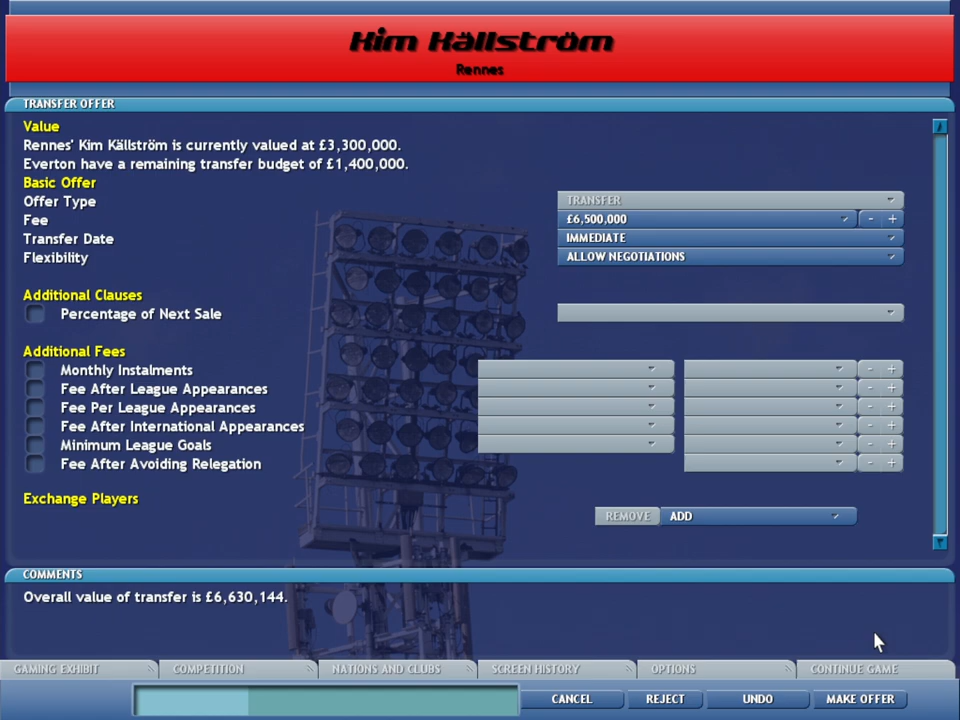 Kim Källström
Rennes
TRANSFER OFFER
Value
Rennes' Kim Källström is currently valued at £3,300,000.
Everton have a remaining transfer budget of £1,400,000.
Basic Offer
Offer Type TRANSFER
Fee £6,500,000 - +
Transfer Date IMMEDIATE
Flexibility ALLOW NEGOTIATIONS
Additional Clauses
Percentage of Next Sale
Additional Fees
Monthly Instalments - +
Fee After League Appearances - +
Fee Per League Appearances - +
Fee After International Appearances - +
Minimum League Goals - +
Fee After Avoiding Relegation - +
Exchange Players
REMOVE ADD
COMMENTS
Overall value of transfer is £6,630,144.
GAMING EXHIBIT COMPETITION NATIONS AND CLUBS SCREEN HISTORY OPTIONS CONTINUE GAME
CANCEL REJECT UNDO MAKE OFFER